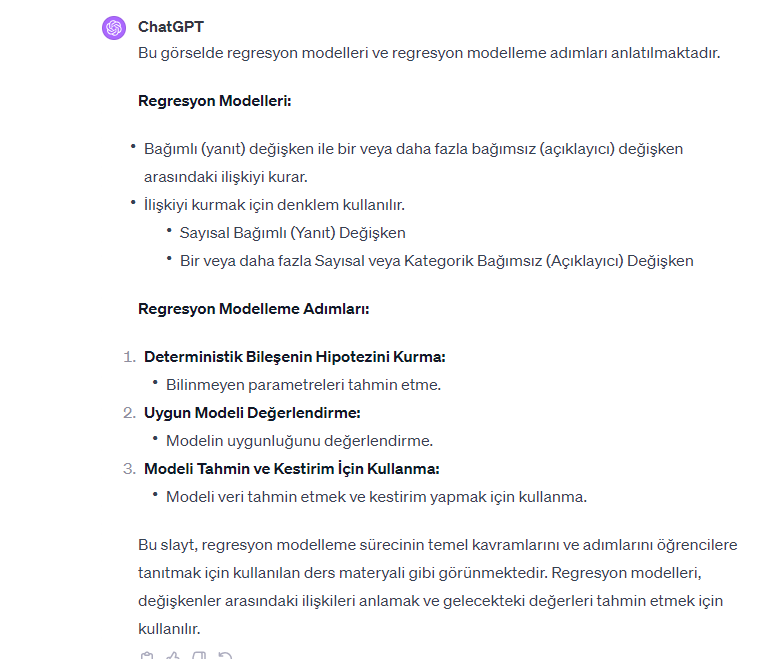 ChatGPT
Bu görselde regresyon modelleri ve regresyon modelleme adımları anlatılmaktadır.
Regresyon Modelleri:
• Bağımlı (yanıt) değişken ile bir veya daha fazla bağımsız (açıklayıcı) değişken
arasındaki ilişkiyi kurar.
• İlişkiyi kurmak için denklem kullanılır.
• Sayısal Bağımlı (Yanıt) Değişken
• Bir veya daha fazla Sayısal veya Kategorik Bağımsız (Açıklayıcı) Değişken
Regresyon Modelleme Adımları:
1. Deterministik Bileşenin Hipotezini Kurma:
• Bilinmeyen parametreleri tahmin etme.
2. Uygun Modeli Değerlendirme:
• Modelin uygunluğunu değerlendirme.
3. Modeli Tahmin ve Kestirim İçin Kullanma:
• Modeli veri tahmin etmek ve kestirim yapmak için kullanma.
Bu slayt, regresyon modelleme sürecinin temel kavramlarını ve adımlarını öğrencilere
tanıtmak için kullanılan ders materyali gibi görünmektedir. Regresyon modelleri,
değişkenler arasındaki ilişkileri anlamak ve gelecekteki değerleri tahmin etmek için
kullanılır.